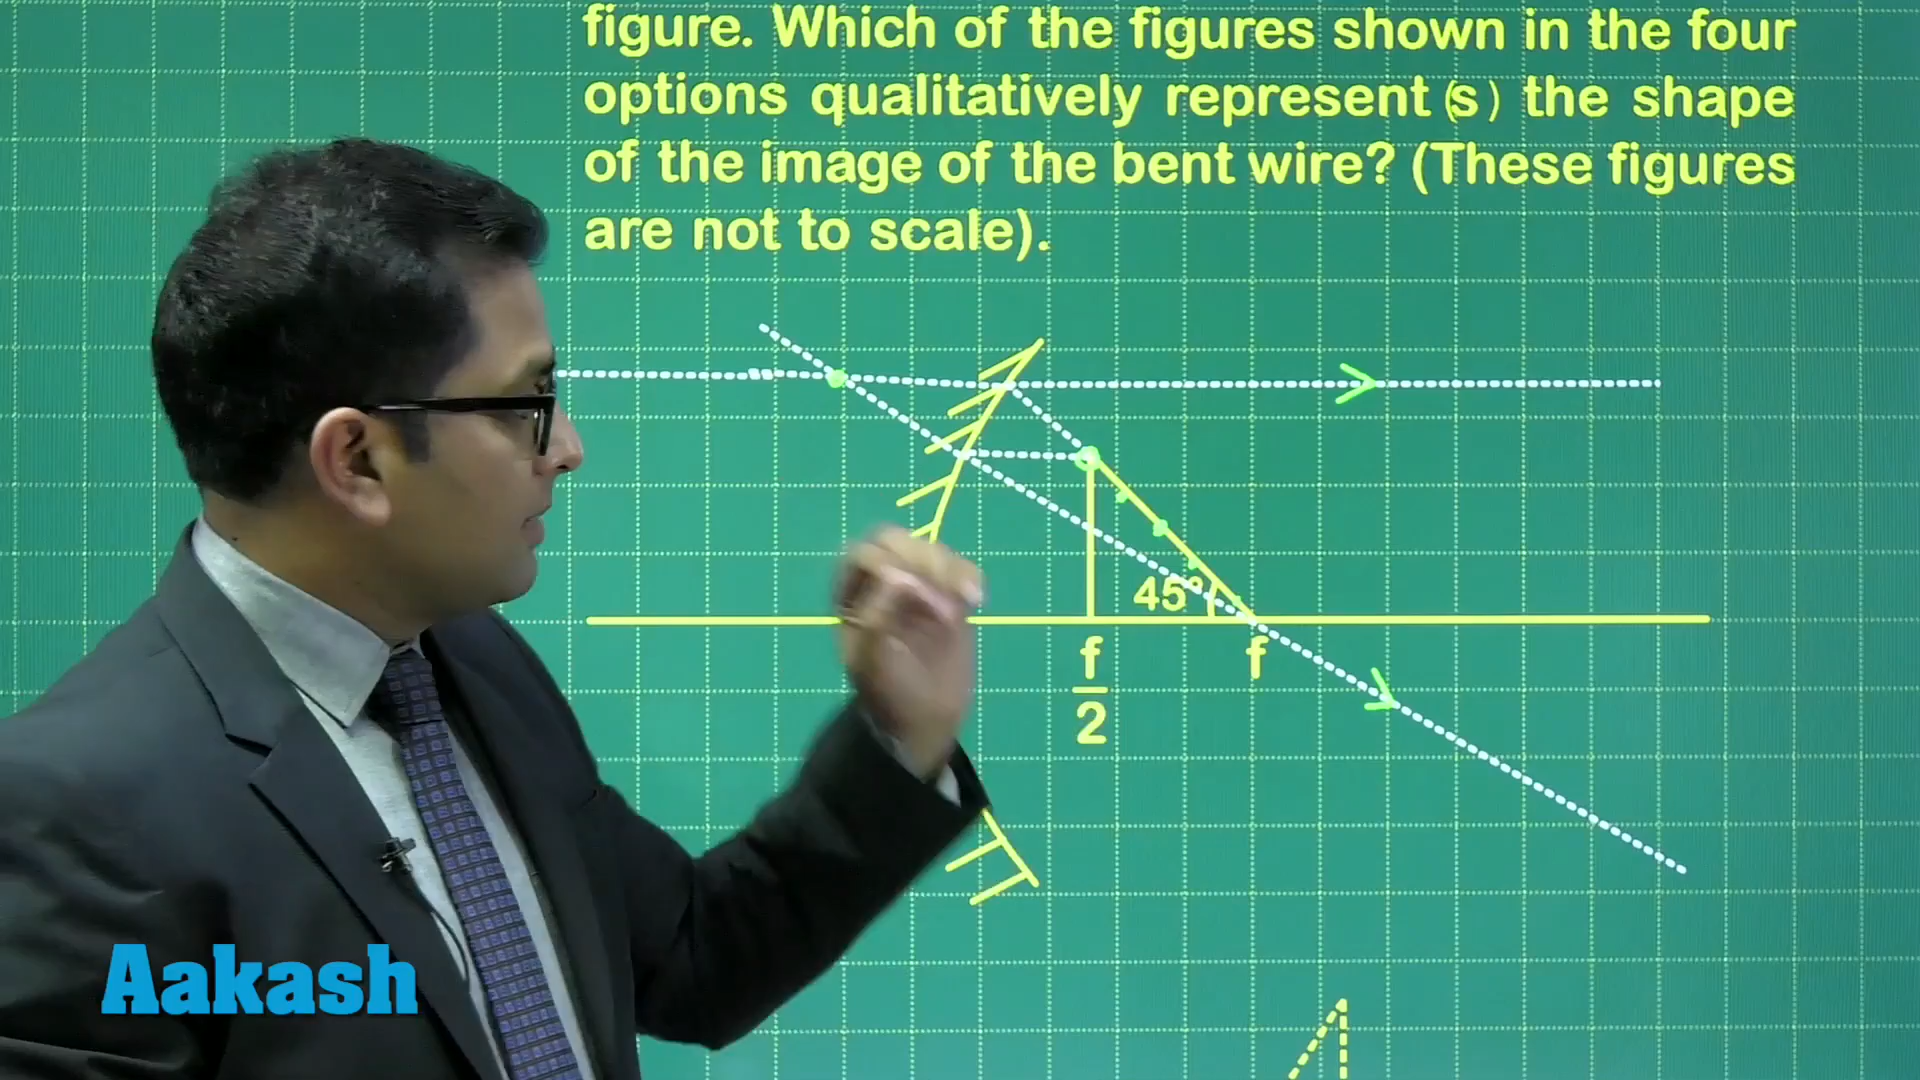 figure. Which of the figures shown in the four
options qualitatively represent(s) the shape
of the image of the bent wire? (These figures
are not to scale).
45°
f
2
f
Aakash